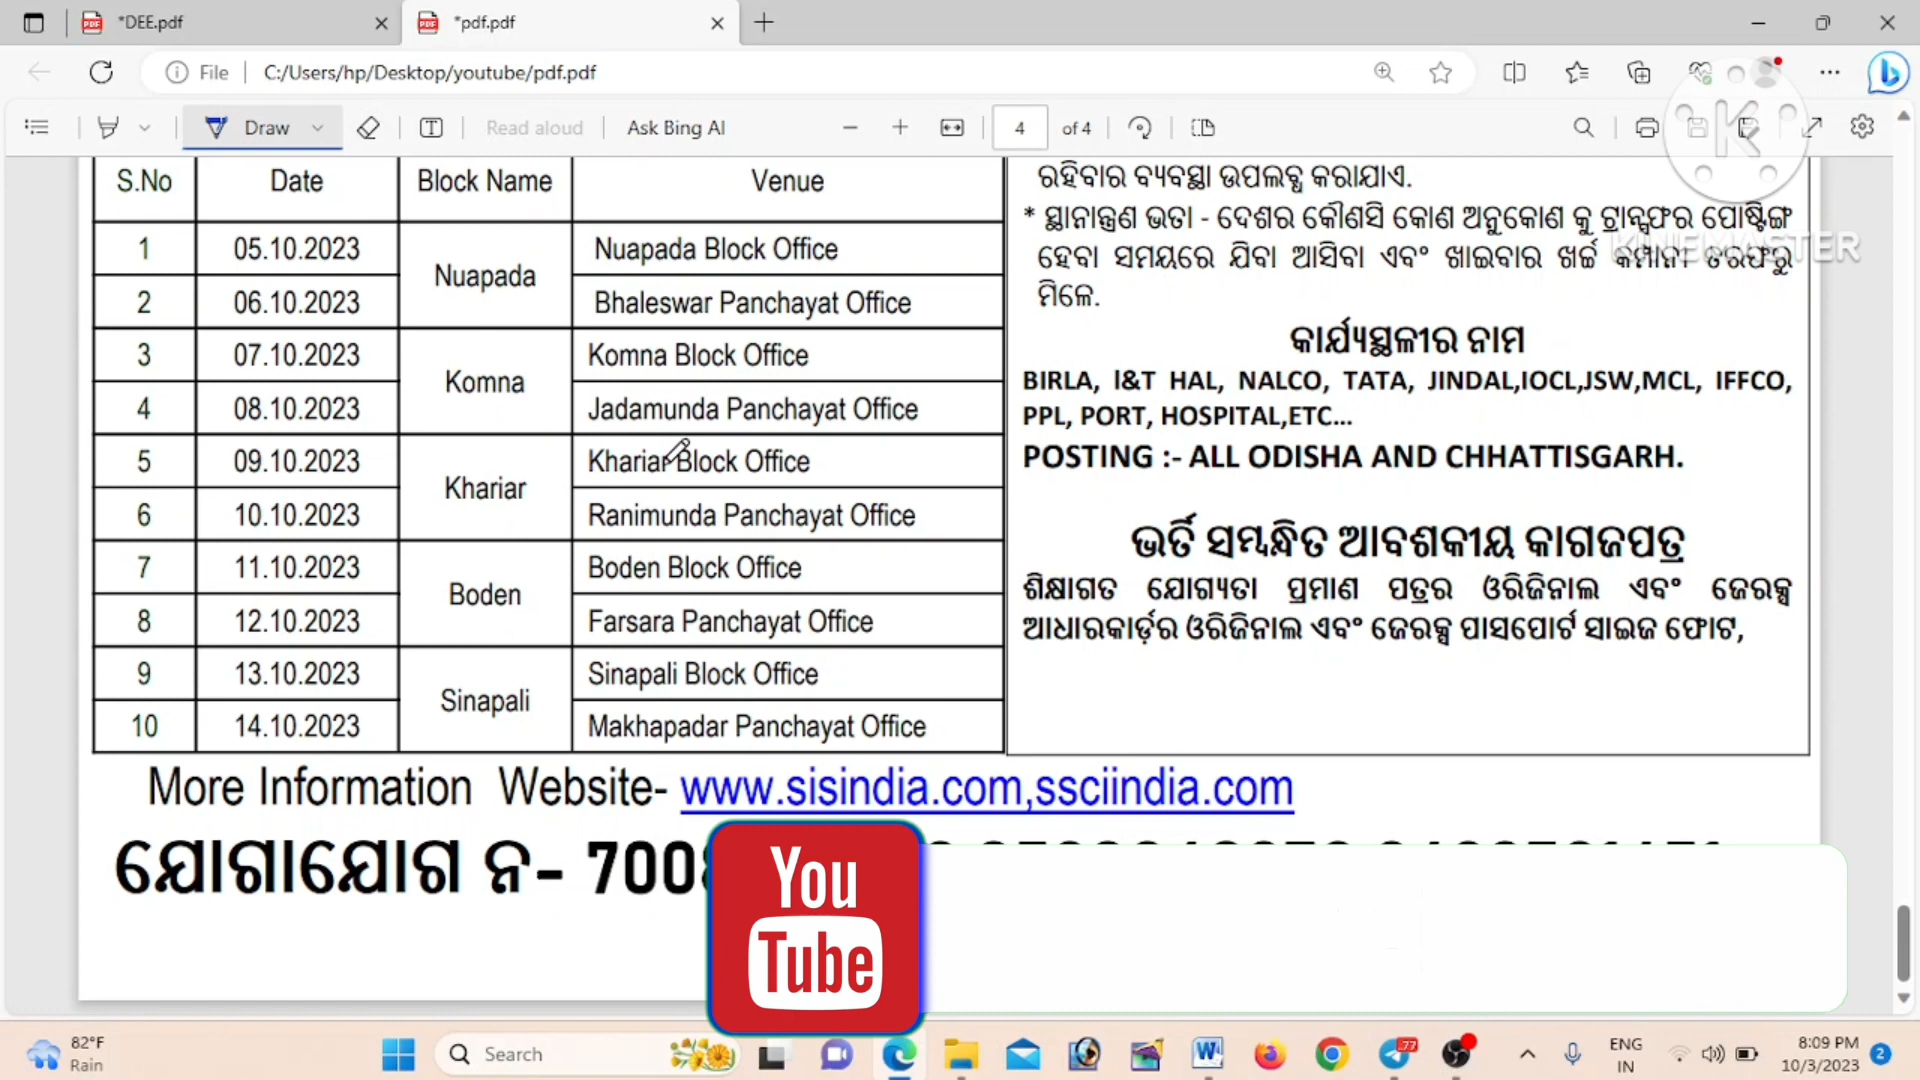 *DEE.pdf
*pdf.pdf
File
C:/Users/hp/Desktop/youtube/pdf.pdf
Draw
Read aloud
Ask Bing AI
4 of 4
S.No Date Block Name Venue
1 05.10.2023 Nuapada Nuapada Block Office
2 06.10.2023 Bhaleswar Panchayat Office
3 07.10.2023 Komna Komna Block Office
4 08.10.2023 Jadamunda Panchayat Office
5 09.10.2023 Khariar Khariar Block Office
6 10.10.2023 Ranimunda Panchayat Office
7 11.10.2023 Boden Boden Block Office
8 12.10.2023 Farsara Panchayat Office
9 13.10.2023 Sinapali Sinapali Block Office
10 14.10.2023 Makhapadar Panchayat Office
ରହିବାର ବ୍ୟବସ୍ଥା ଉପଲବ୍ଧ କରାଯାଏ.
* ସ୍ଥାନାନ୍ତ୍ରଣ ଭତା - ଦେଶର କୌଣସି କୋଣ ଅନୁକୋଣ କୁ ଟ୍ରାନ୍ସଫର ପୋଷ୍ଟିଙ୍ଗ
ହେବା ସମୟରେ ଯିବା ଆସିବା ଏବଂ ଖାଇବାର ଖର୍ଚ୍ଚ କମ୍ପାନୀ ତରଫରୁ
ମିଳେ.
KINEMASTER
କାର୍ଯ୍ୟସ୍ଥଳୀର ନାମ
BIRLA, l&T HAL, NALCO, TATA, JINDAL,IOCL,JSW,MCL, IFFCO,
PPL, PORT, HOSPITAL,ETC...
POSTING :- ALL ODISHA AND CHHATTISGARH.
ଭର୍ତି ସମ୍ବନ୍ଧିତ ଆବଶକୀୟ କାଗଜପତ୍ର
ଶିକ୍ଷାଗତ ଯୋଗ୍ୟତା ପ୍ରମାଣ ପତ୍ରର ଓରିଜିନାଲ ଏବଂ ଜେରକ୍ସ
ଆଧାରକାର୍ଡ଼ର ଓରିଜିନାଲ ଏବଂ ଜେରକ୍ସ ପାସପୋର୍ଟ ସାଇଜ ଫୋଟ,
More Information Website- www.sisindia.com,ssciindia.com
ଯୋଗାଯୋଗ ନ- 700
You
Tube
82°F
Rain
Search
77
ENG
IN
8:09 PM
10/3/2023
2